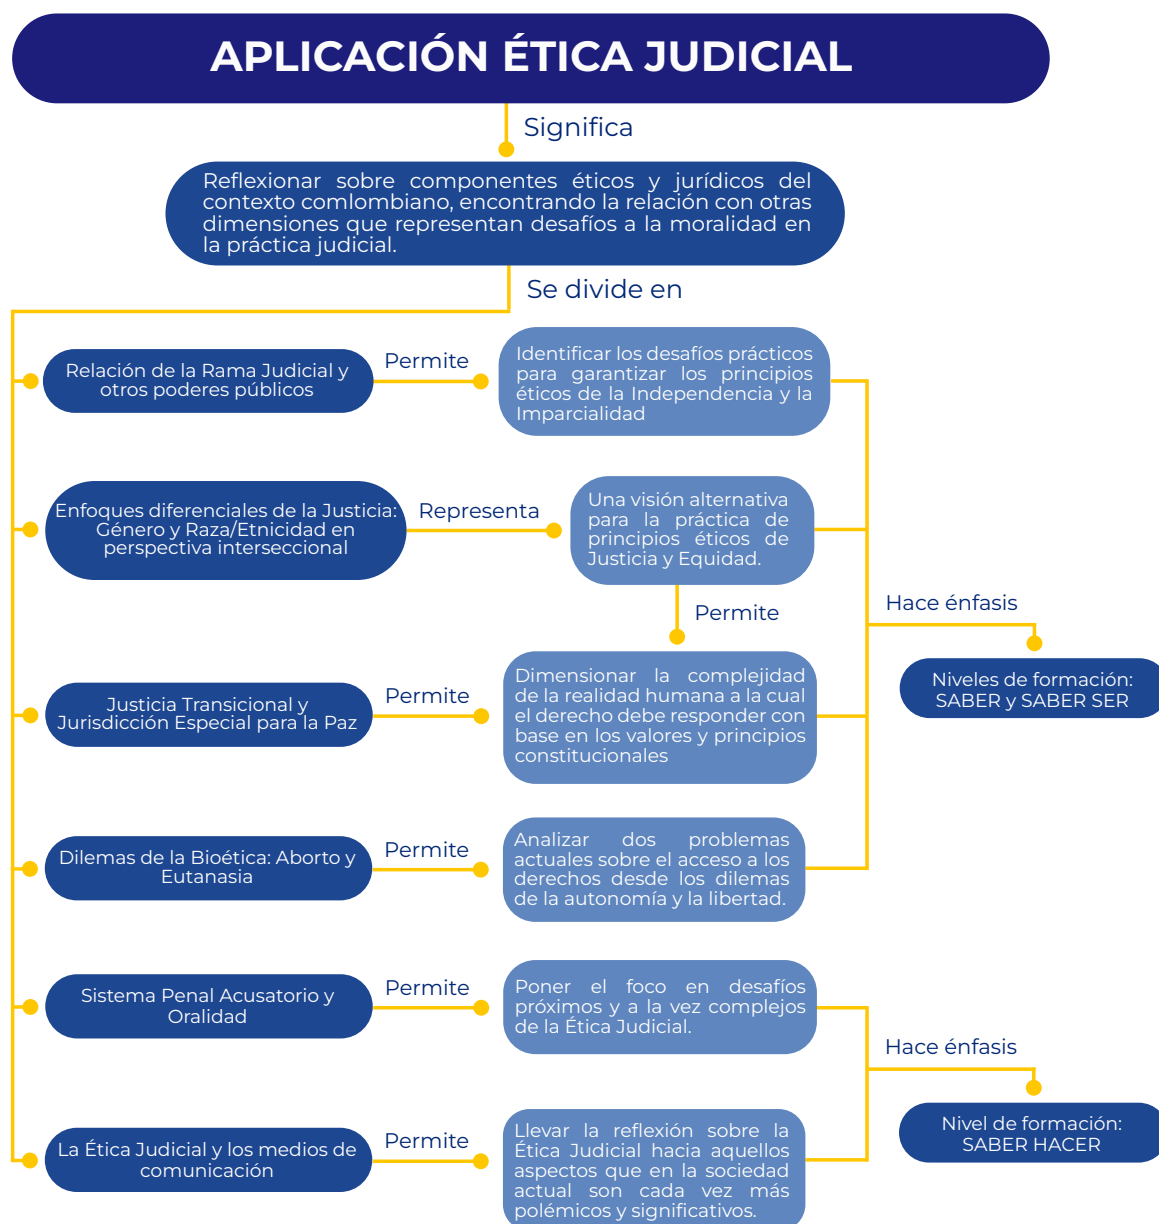 APLICACIÓN ÉTICA JUDICIAL
Significa
Reflexionar sobre componentes éticos y jurídicos del
contexto comlombiano, encontrando la relación con otras
dimensiones que representan desafíos a la moralidad en
la práctica judicial.
Se divide en
Relación de la Rama Judicial y
otros poderes públicos
Permite
Identificar los desafíos prácticos
para garantizar los principios
éticos de la Independencia y la
Imparcialidad
Enfoques diferenciales de la Justicia:
Género y Raza/Etnicidad en
perspectiva interseccional
Representa
Una visión alternativa
para la práctica de
principios éticos de
Justicia y Equidad.
Permite
Justicia Transicional y
Jurisdicción Especial para la Paz
Permite
Dimensionar la complejidad
de la realidad humana a la cual
el derecho debe responder con
base en los valores y principios
constitucionales
Dilemas de la Bioética: Aborto y
Eutanasia
Permite
Analizar dos problemas
actuales sobre el acceso a los
derechos desde los dilemas
de la autonomía y la libertad.
Hace énfasis
Niveles de formación:
SABER y SABER SER
Sistema Penal Acusatorio y
Oralidad
Permite
Poner el foco en desafíos
próximos y a la vez complejos
de la Ética Judicial.
La Ética Judicial y los medios de
comunicación
Permite
Llevar la reflexión sobre la
Ética Judicial hacia aquellos
aspectos que en la sociedad
actual son cada vez más
polémicos y significativos.
Hace énfasis
Nivel de formación:
SABER HACER